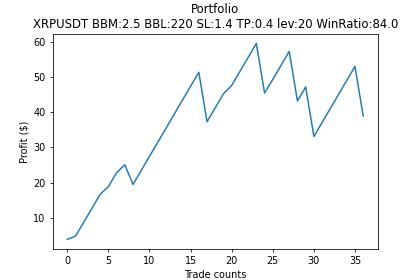 Portfolio
XRPUSDT BBM:2.5 BBL:220 SL:1.4 TP:0.4 lev:20 WinRatio:84.0
60
50
40
30
20
10
Profit ($)
0 5 10 15 20 25 30 35
Trade counts